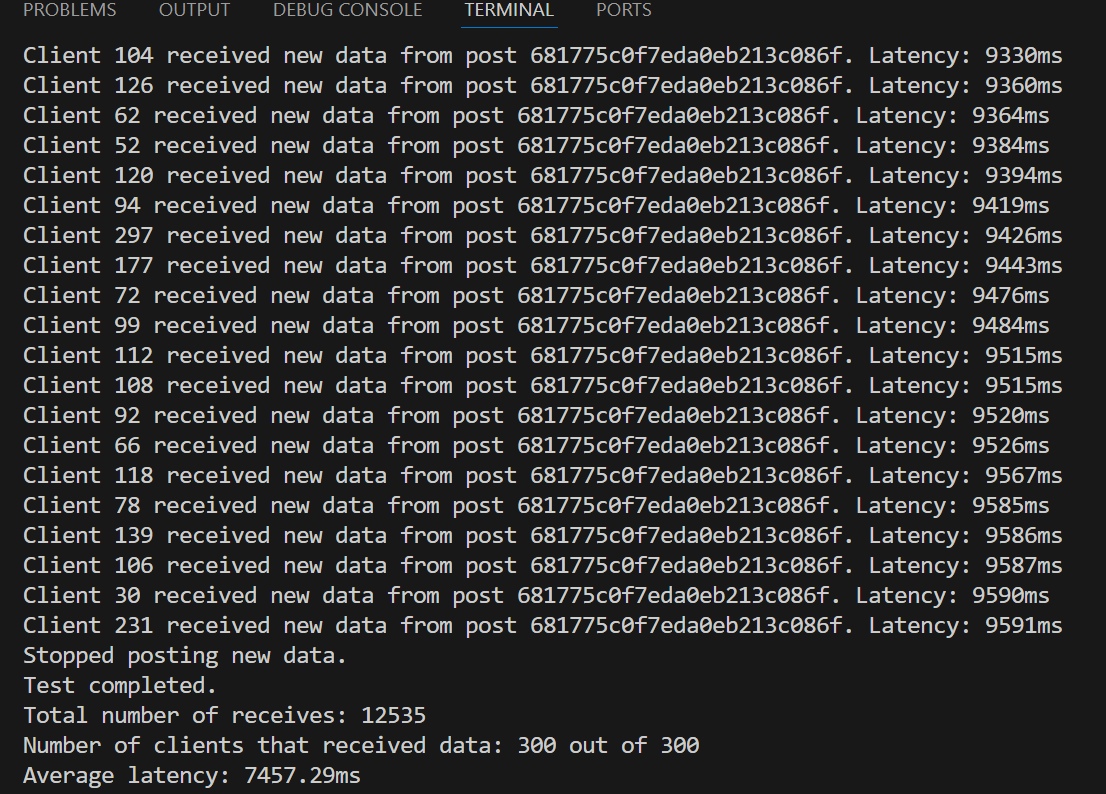 PROBLEMS OUTPUT DEBUG CONSOLE TERMINAL PORTS
Client 104 received new data from post 681775c0f7eda0eb213c086f. Latency: 9330ms
Client 126 received new data from post 681775c0f7eda0eb213c086f. Latency: 9360ms
Client 62 received new data from post 681775c0f7eda0eb213c086f. Latency: 9364ms
Client 52 received new data from post 681775c0f7eda0eb213c086f. Latency: 9384ms
Client 120 received new data from post 681775c0f7eda0eb213c086f. Latency: 9394ms
Client 94 received new data from post 681775c0f7eda0eb213c086f. Latency: 9419ms
Client 297 received new data from post 681775c0f7eda0eb213c086f. Latency: 9426ms
Client 177 received new data from post 681775c0f7eda0eb213c086f. Latency: 9443ms
Client 72 received new data from post 681775c0f7eda0eb213c086f. Latency: 9476ms
Client 99 received new data from post 681775c0f7eda0eb213c086f. Latency: 9484ms
Client 112 received new data from post 681775c0f7eda0eb213c086f. Latency: 9515ms
Client 108 received new data from post 681775c0f7eda0eb213c086f. Latency: 9515ms
Client 92 received new data from post 681775c0f7eda0eb213c086f. Latency: 9520ms
Client 66 received new data from post 681775c0f7eda0eb213c086f. Latency: 9526ms
Client 118 received new data from post 681775c0f7eda0eb213c086f. Latency: 9567ms
Client 78 received new data from post 681775c0f7eda0eb213c086f. Latency: 9585ms
Client 139 received new data from post 681775c0f7eda0eb213c086f. Latency: 9586ms
Client 106 received new data from post 681775c0f7eda0eb213c086f. Latency: 9587ms
Client 30 received new data from post 681775c0f7eda0eb213c086f. Latency: 9590ms
Client 231 received new data from post 681775c0f7eda0eb213c086f. Latency: 9591ms
Stopped posting new data.
Test completed.
Total number of receives: 12535
Number of clients that received data: 300 out of 300
Average latency: 7457.29ms